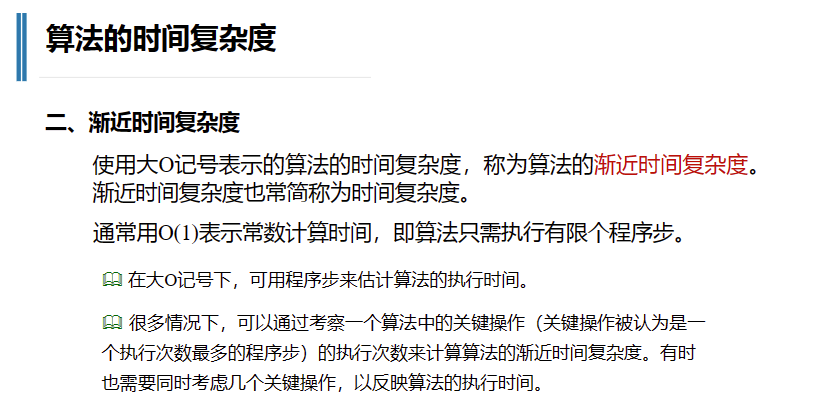 算法的时间复杂度
二、渐近时间复杂度
使用大O记号表示的算法的时间复杂度，称为算法的渐近时间复杂度。
渐近时间复杂度也常简称为时间复杂度。
通常用O(1)表示常数计算时间，即算法只需执行有限个程序步。
在大O记号下，可用程序步来估计算法的执行时间。
很多情况下，可以通过考察一个算法中的关键操作（关键操作被认为是一
个执行次数最多的程序步）的执行次数来计算算法的渐近时间复杂度。有时
也需要同时考虑几个关键操作，以反映算法的执行时间。